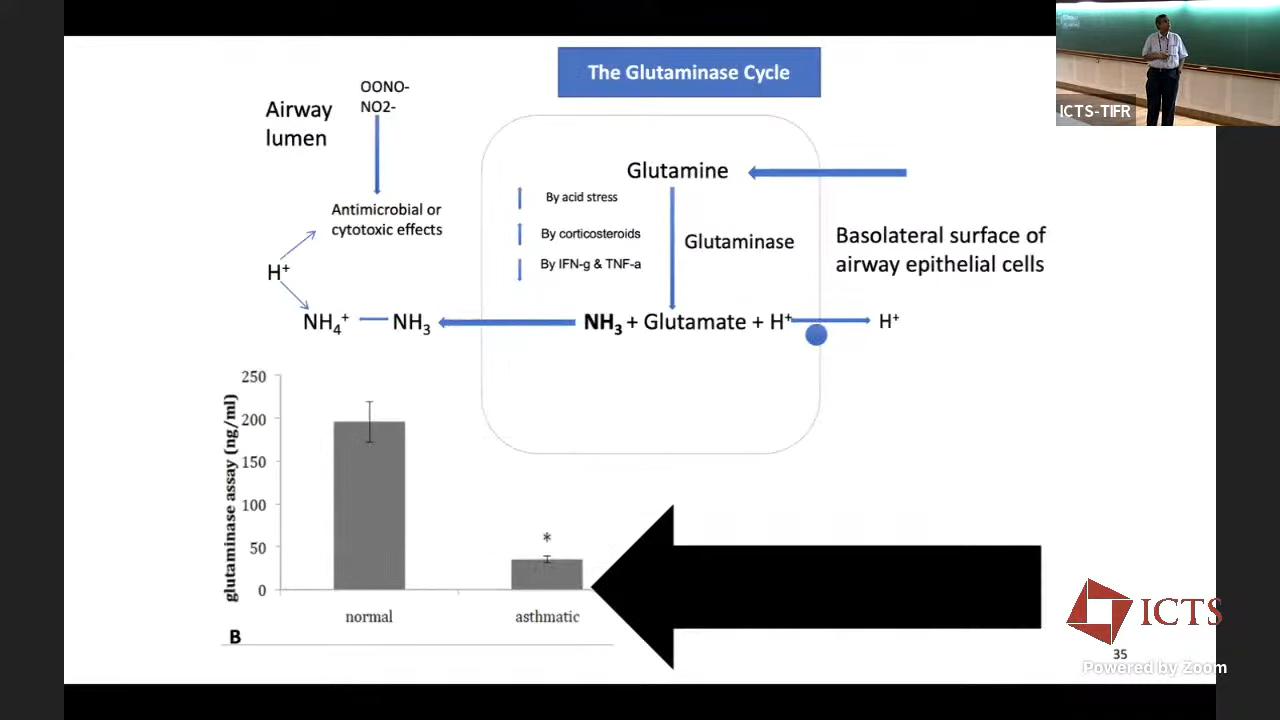 The Glutaminase Cycle
ICTS-TIFR
OONO-
NO2-
Airway
lumen
Antimicrobial or
cytotoxic effects
H⁺
NH₄⁺
NH₃
Glutamine
By acid stress
By corticosteroids
By IFN-g & TNF-a
Glutaminase
NH₃ + Glutamate + H⁺
H⁺
Basolateral surface of
airway epithelial cells
glutaminase assay (ng/ml)
250
200
150
100
50
0
*
normal
asthmatic
B
ICTS
35
Powered by Zoom